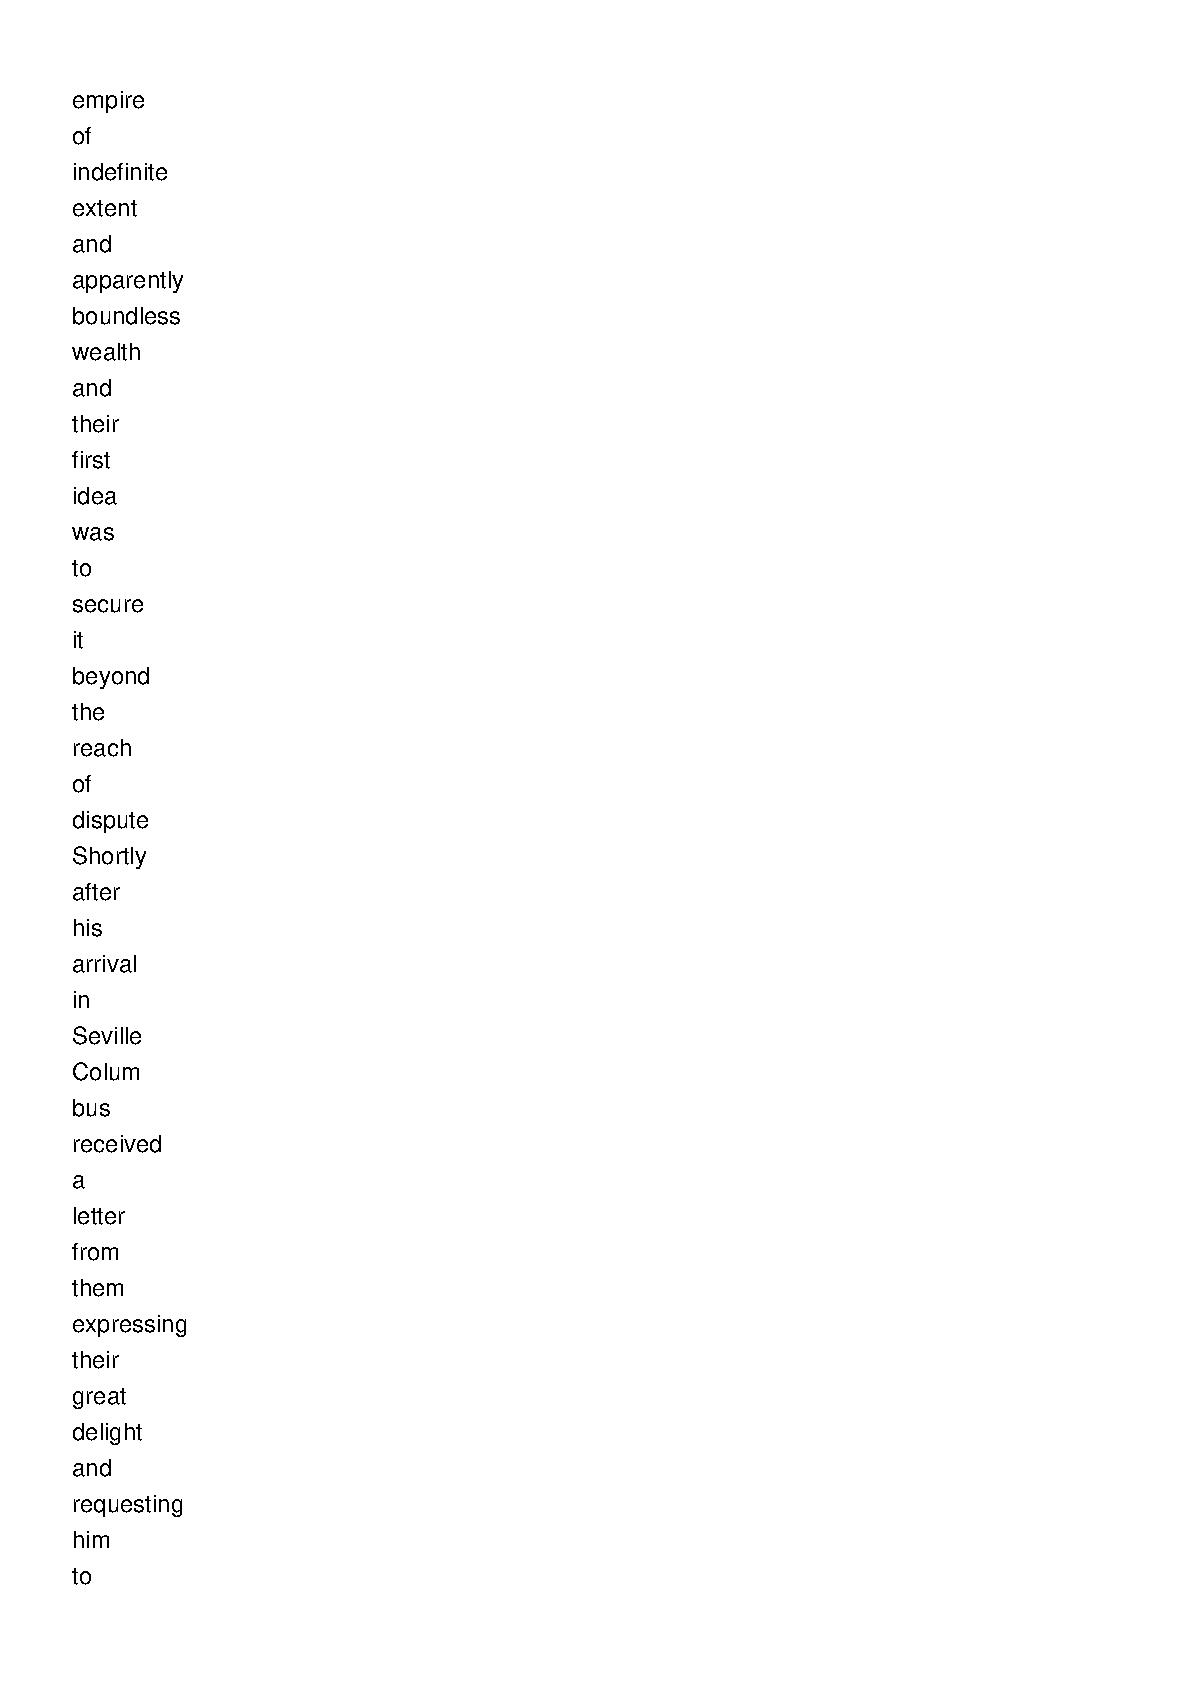 empire
of
indefinite
extent
and
apparently
boundless
wealth
and
their
first
idea
was
to
secure
it
beyond
the
reach
of
dispute
Shortly
after
his
arrival
in
Seville
Colum
bus
received
a
letter
from
them
expressing
their
great
delight
and
requesting
him
to